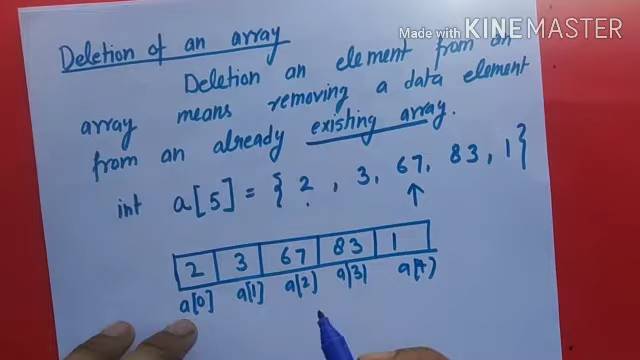 Made with KINEMASTER
Deletion of an array
Deletion an element from an
array means removing a data element
from an already existing array.
int a[5] = { 2 , 3, 67, 83, 1 }
2 3 67 83 1
a[0] a[1] a[2] a[3] a[4]